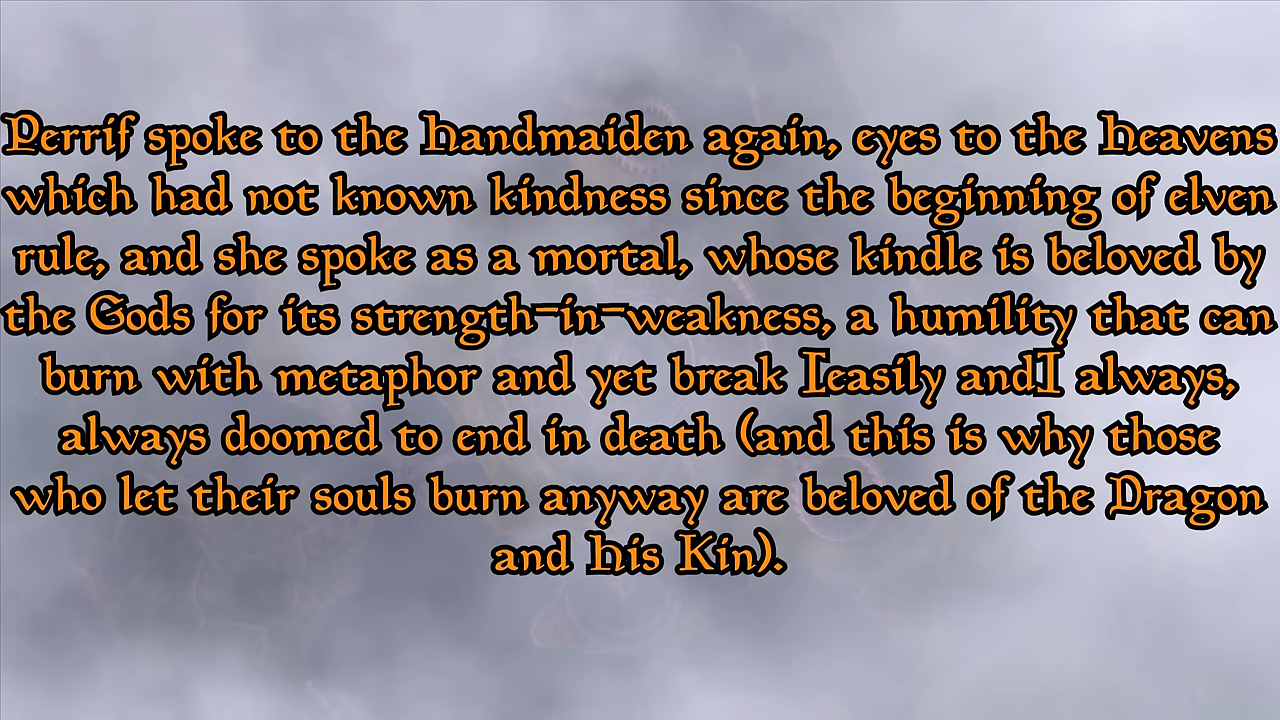 Perrif spoke to the Handmaiden again, eyes to the Heavens
which had not known kindness since the beginning of elven
rule, and she spoke as a mortal, whose kindle is beloved by
the Gods for its strength-in-weakness, a humility that can
burn with metaphor and yet break Ieasily andI always,
always doomed to end in death (and this is why those
who let their souls burn anyway are beloved of the Dragon
and His Kin).